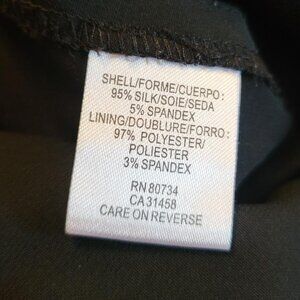 SHELL/FORME/CUERPO:
95% SILK/SOIE/SEDA
5% SPANDEX
LINING/DOUBLURE/FORRO:
97% POLYESTER/
POLIESTER
3% SPANDEX
RN 80734
CA 31458
CARE ON REVERSE